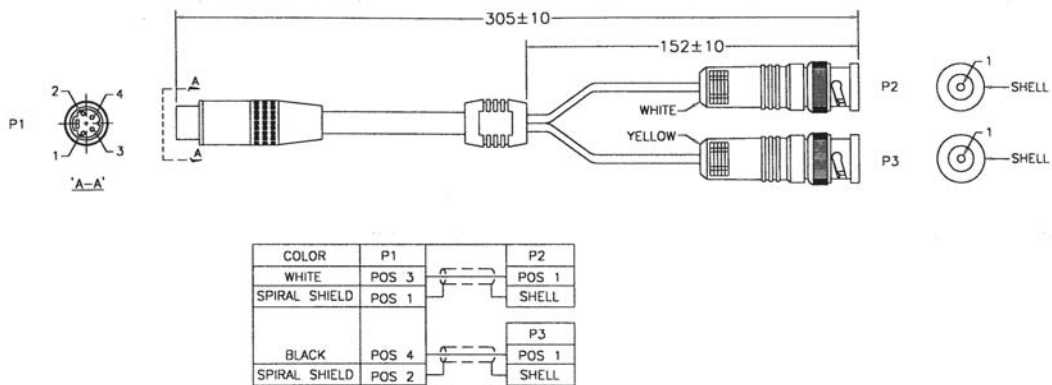 305±10
152±10
A
2
4
P1
1
3
'A-A'
A
WHITE
P2
1
SHELL
YELLOW
P3
1
SHELL
COLOR P1 P2
WHITE POS 3 POS 1
SPIRAL SHIELD POS 1 SHELL
P3
BLACK POS 4 POS 1
SPIRAL SHIELD POS 2 SHELL